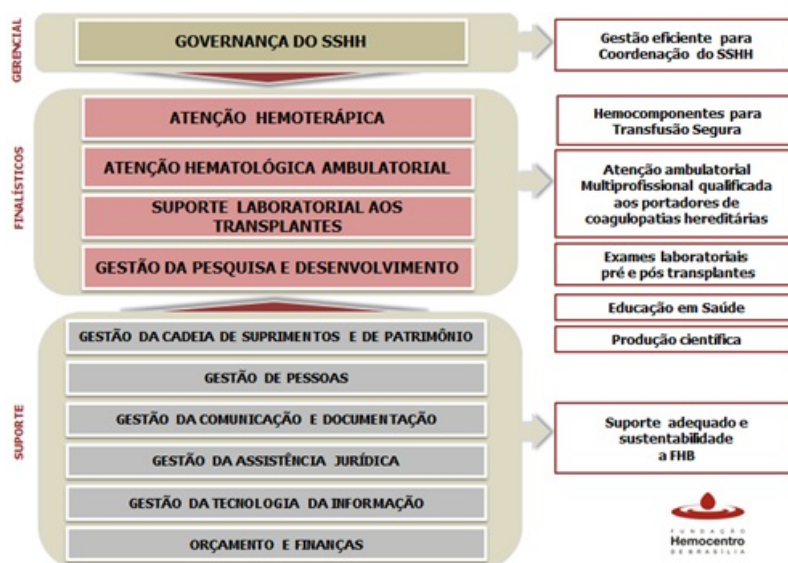 GERENCIAL
GOVERNANÇA DO SSHH
Gestão eficiente para
Coordenação do SSHH
FINALÍSTICOS
ATENÇÃO HEMOTERÁPICA
ATENÇÃO HEMATOLÓGICA AMBULATORIAL
SUPORTE LABORATORIAL AOS
TRANSPLANTES
GESTÃO DA PESQUISA E DESENVOLVIMENTO
Hemocomponentes para
Transfusão Segura
Atenção ambulatorial
Multiprofissional qualificada
aos portadores de
coagulopatias hereditárias
Exames laboratoriais
pré e pós transplantes
Educação em Saúde
Produção científica
SUPORTE
GESTÃO DA CADEIA DE SUPRIMENTOS E DE PATRIMÔNIO
GESTÃO DE PESSOAS
GESTÃO DA COMUNICAÇÃO E DOCUMENTAÇÃO
GESTÃO DA ASSISTÊNCIA JURÍDICA
GESTÃO DA TECNOLOGIA DA INFORMAÇÃO
ORÇAMENTO E FINANÇAS
Suporte adequado e
sustentabilidade
a FHB
FUNDAÇÃO
Hemocentro
DE BRASÍLIA